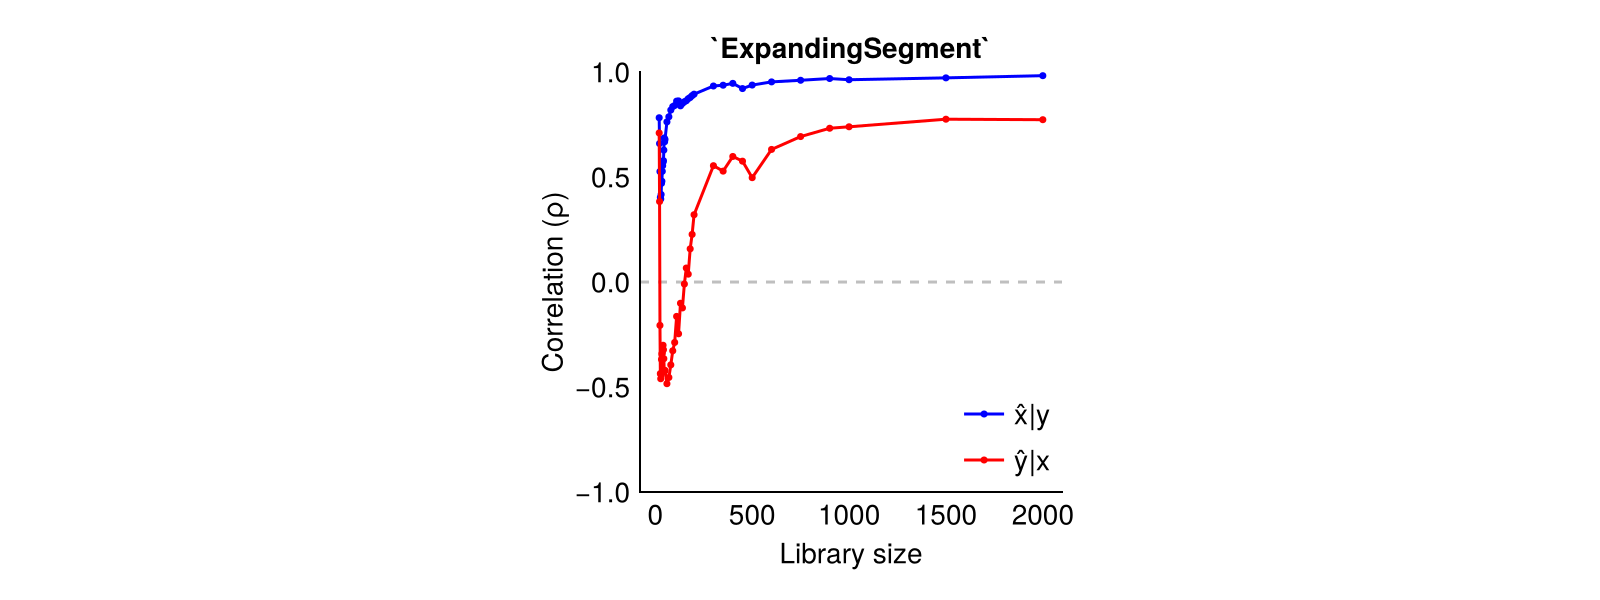 `ExpandingSegment`
1.0
0.5
0.0
−0.5
−1.0
Correlation (ρ)
x̂|y
ŷ|x
0 500 1000 1500 2000
Library size